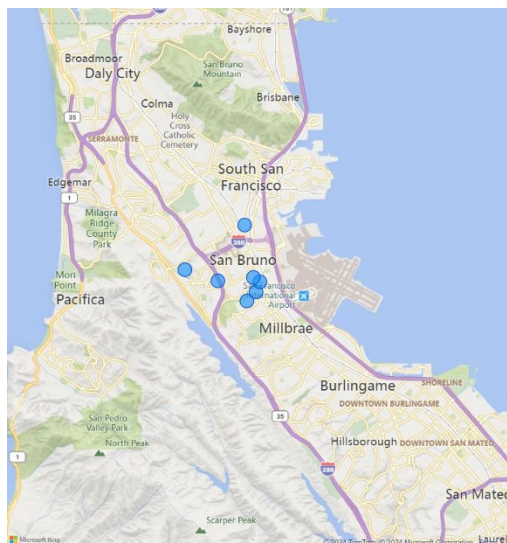 101
280
Bayshore
Broadmoor
Daly City
San Bruno
Mountain
Colma
Brisbane
Holy
Cross
Catholic
Cemetery
35
SERRAMONTE
South San
Francisco
Edgemar
1
Milagra
Ridge
County
Park
380
San Bruno
Mori
Point
Pacifica
San Francisco
International
Airport
Millbrae
Burlingame
SHORELINE
DOWNTOWN BURLINGAME
35
San Pedro
Valley Park
North Peak
Hillsborough
DOWNTOWN SAN MATEO
1
280
San Mateo
Scarper Peak
Microsoft Bing
© 2024 TomTom, © 2024 Microsoft Corporation
Laurel